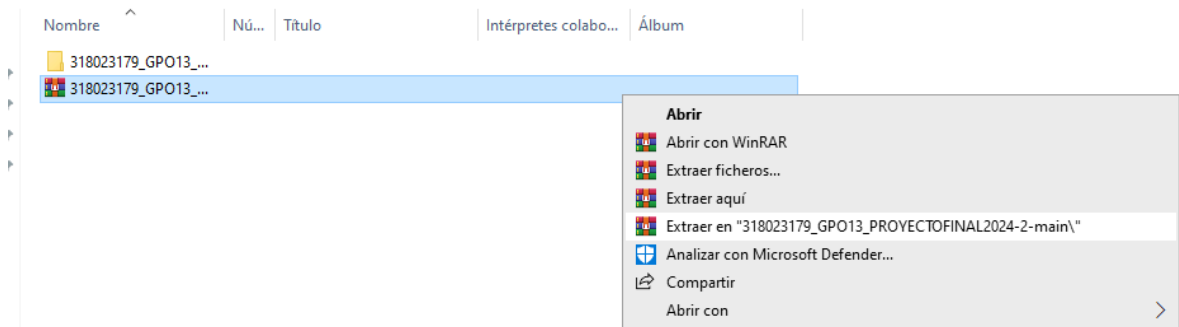 Nombre Nú... Título Intérpretes colabo... Álbum
318023179_GPO13_...
318023179_GPO13_...
Abrir
Abrir con WinRAR
Extraer ficheros...
Extraer aquí
Extraer en "318023179_GPO13_PROYECTOFINAL2024-2-main\"
Analizar con Microsoft Defender...
Compartir
Abrir con